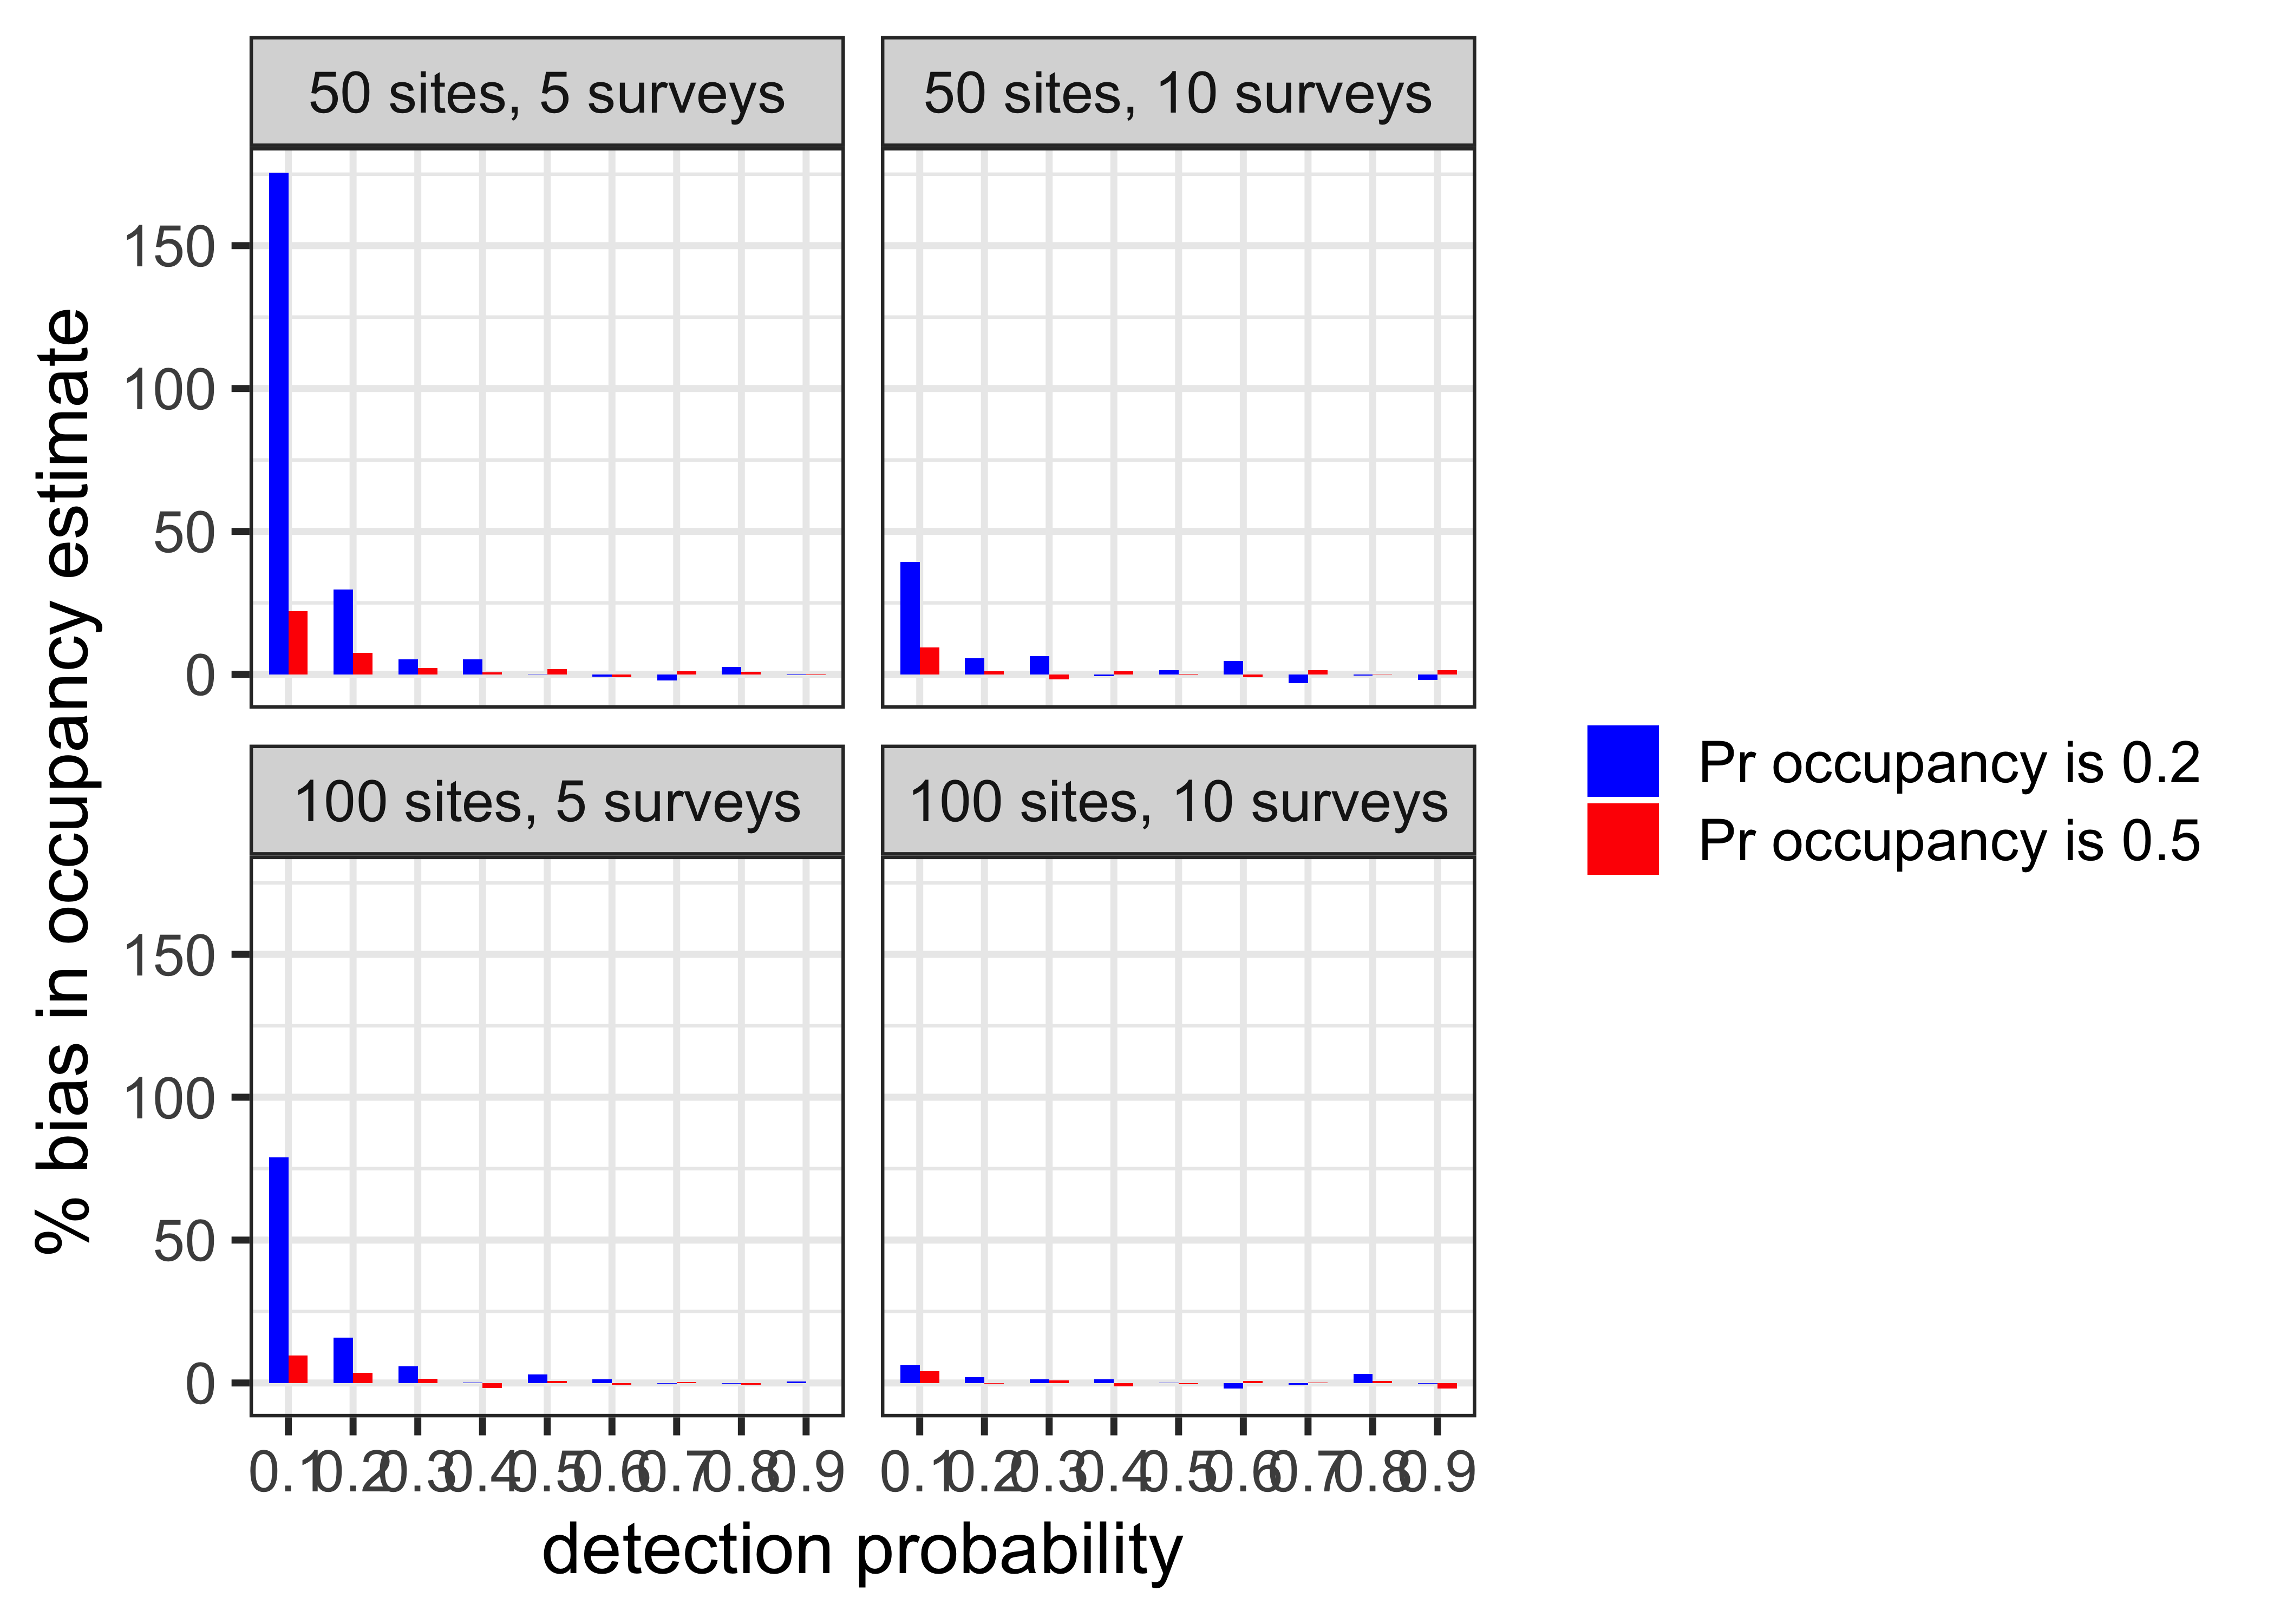 50 sites, 5 surveys
50 sites, 10 surveys
% bias in occupancy estimate
150
100
50
0
100 sites, 5 surveys
100 sites, 10 surveys
150
100
50
0
0.1 0.2 0.3 0.4 0.5 0.6 0.7 0.8 0.9
0.1 0.2 0.3 0.4 0.5 0.6 0.7 0.8 0.9
detection probability
Pr occupancy is 0.2
Pr occupancy is 0.5